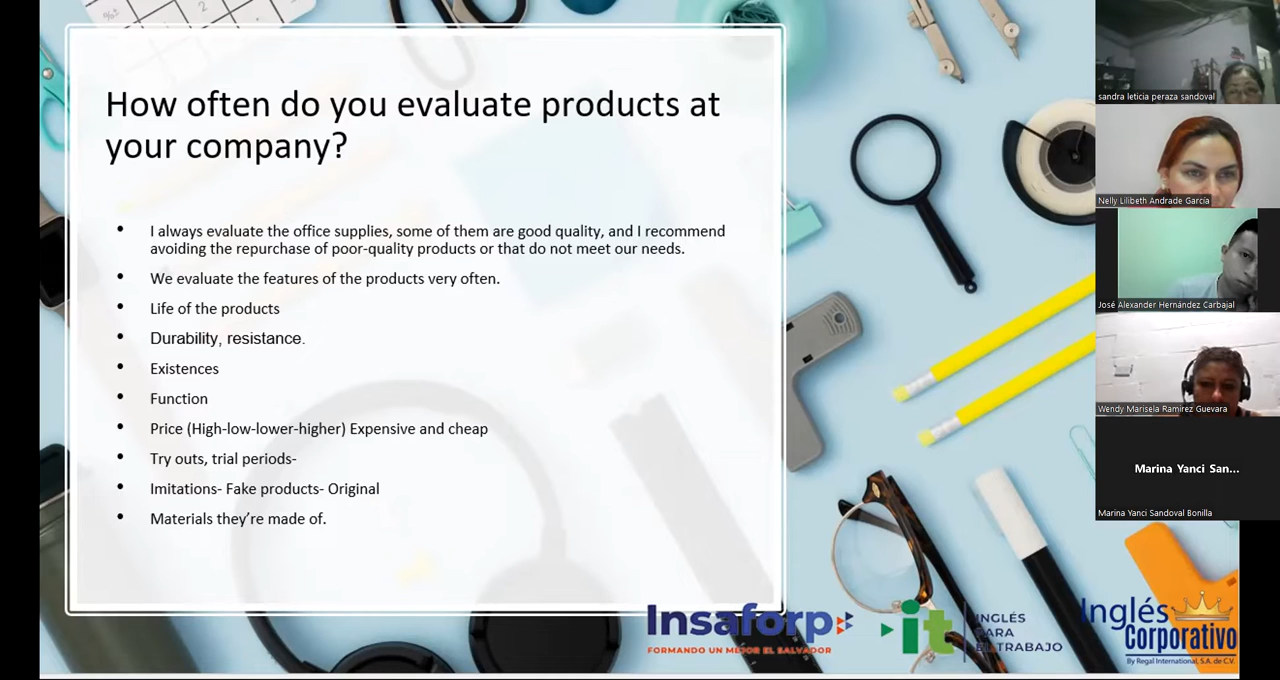 How often do you evaluate products at
your company?
• I always evaluate the office supplies, some of them are good quality, and I recommend
avoiding the repurchase of poor-quality products or that do not meet our needs.
• We evaluate the features of the products very often.
• Life of the products
• Durability, resistance.
• Existences
• Function
• Price (High-low-lower-higher) Expensive and cheap
• Try outs, trial periods-
• Imitations- Fake products- Original
• Materials they’re made of.
sandra leticia peraza sandoval
Nelly Lilibeth Andrade García
José Alexander Hernández Carbajal
Wendy Marisela Ramirez Guevara
Marina Yanci San...
Marina Yanci Sandoval Bonilla
Insaforp
FORMANDO UN MEJOR EL SALVADOR
it
INGLÉS
PARA
EL TRABAJO
Inglés
Corporativo
By Regal International, S.A. de C.V.